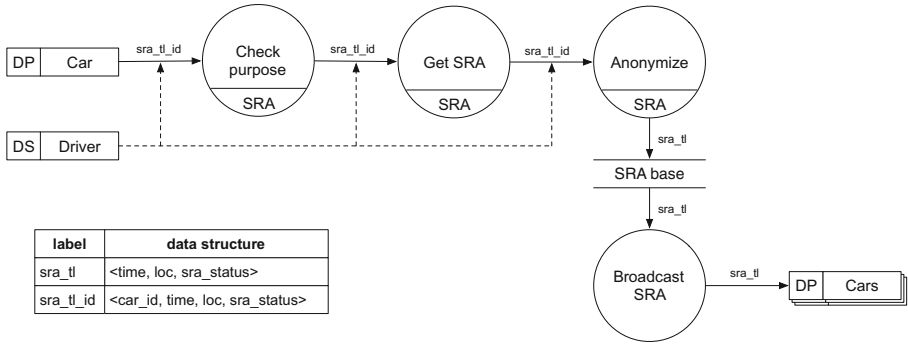 sra_tl_id
sra_tl_id
sra_tl_id
DP Car
Check
purpose
SRA
Get SRA
SRA
Anonymize
SRA
DS Driver
sra_tl
SRA base
sra_tl
label data structure
sra_tl <time, loc, sra_status>
sra_tl_id <car_id, time, loc, sra_status>
Broadcast
SRA
sra_tl
DP Cars